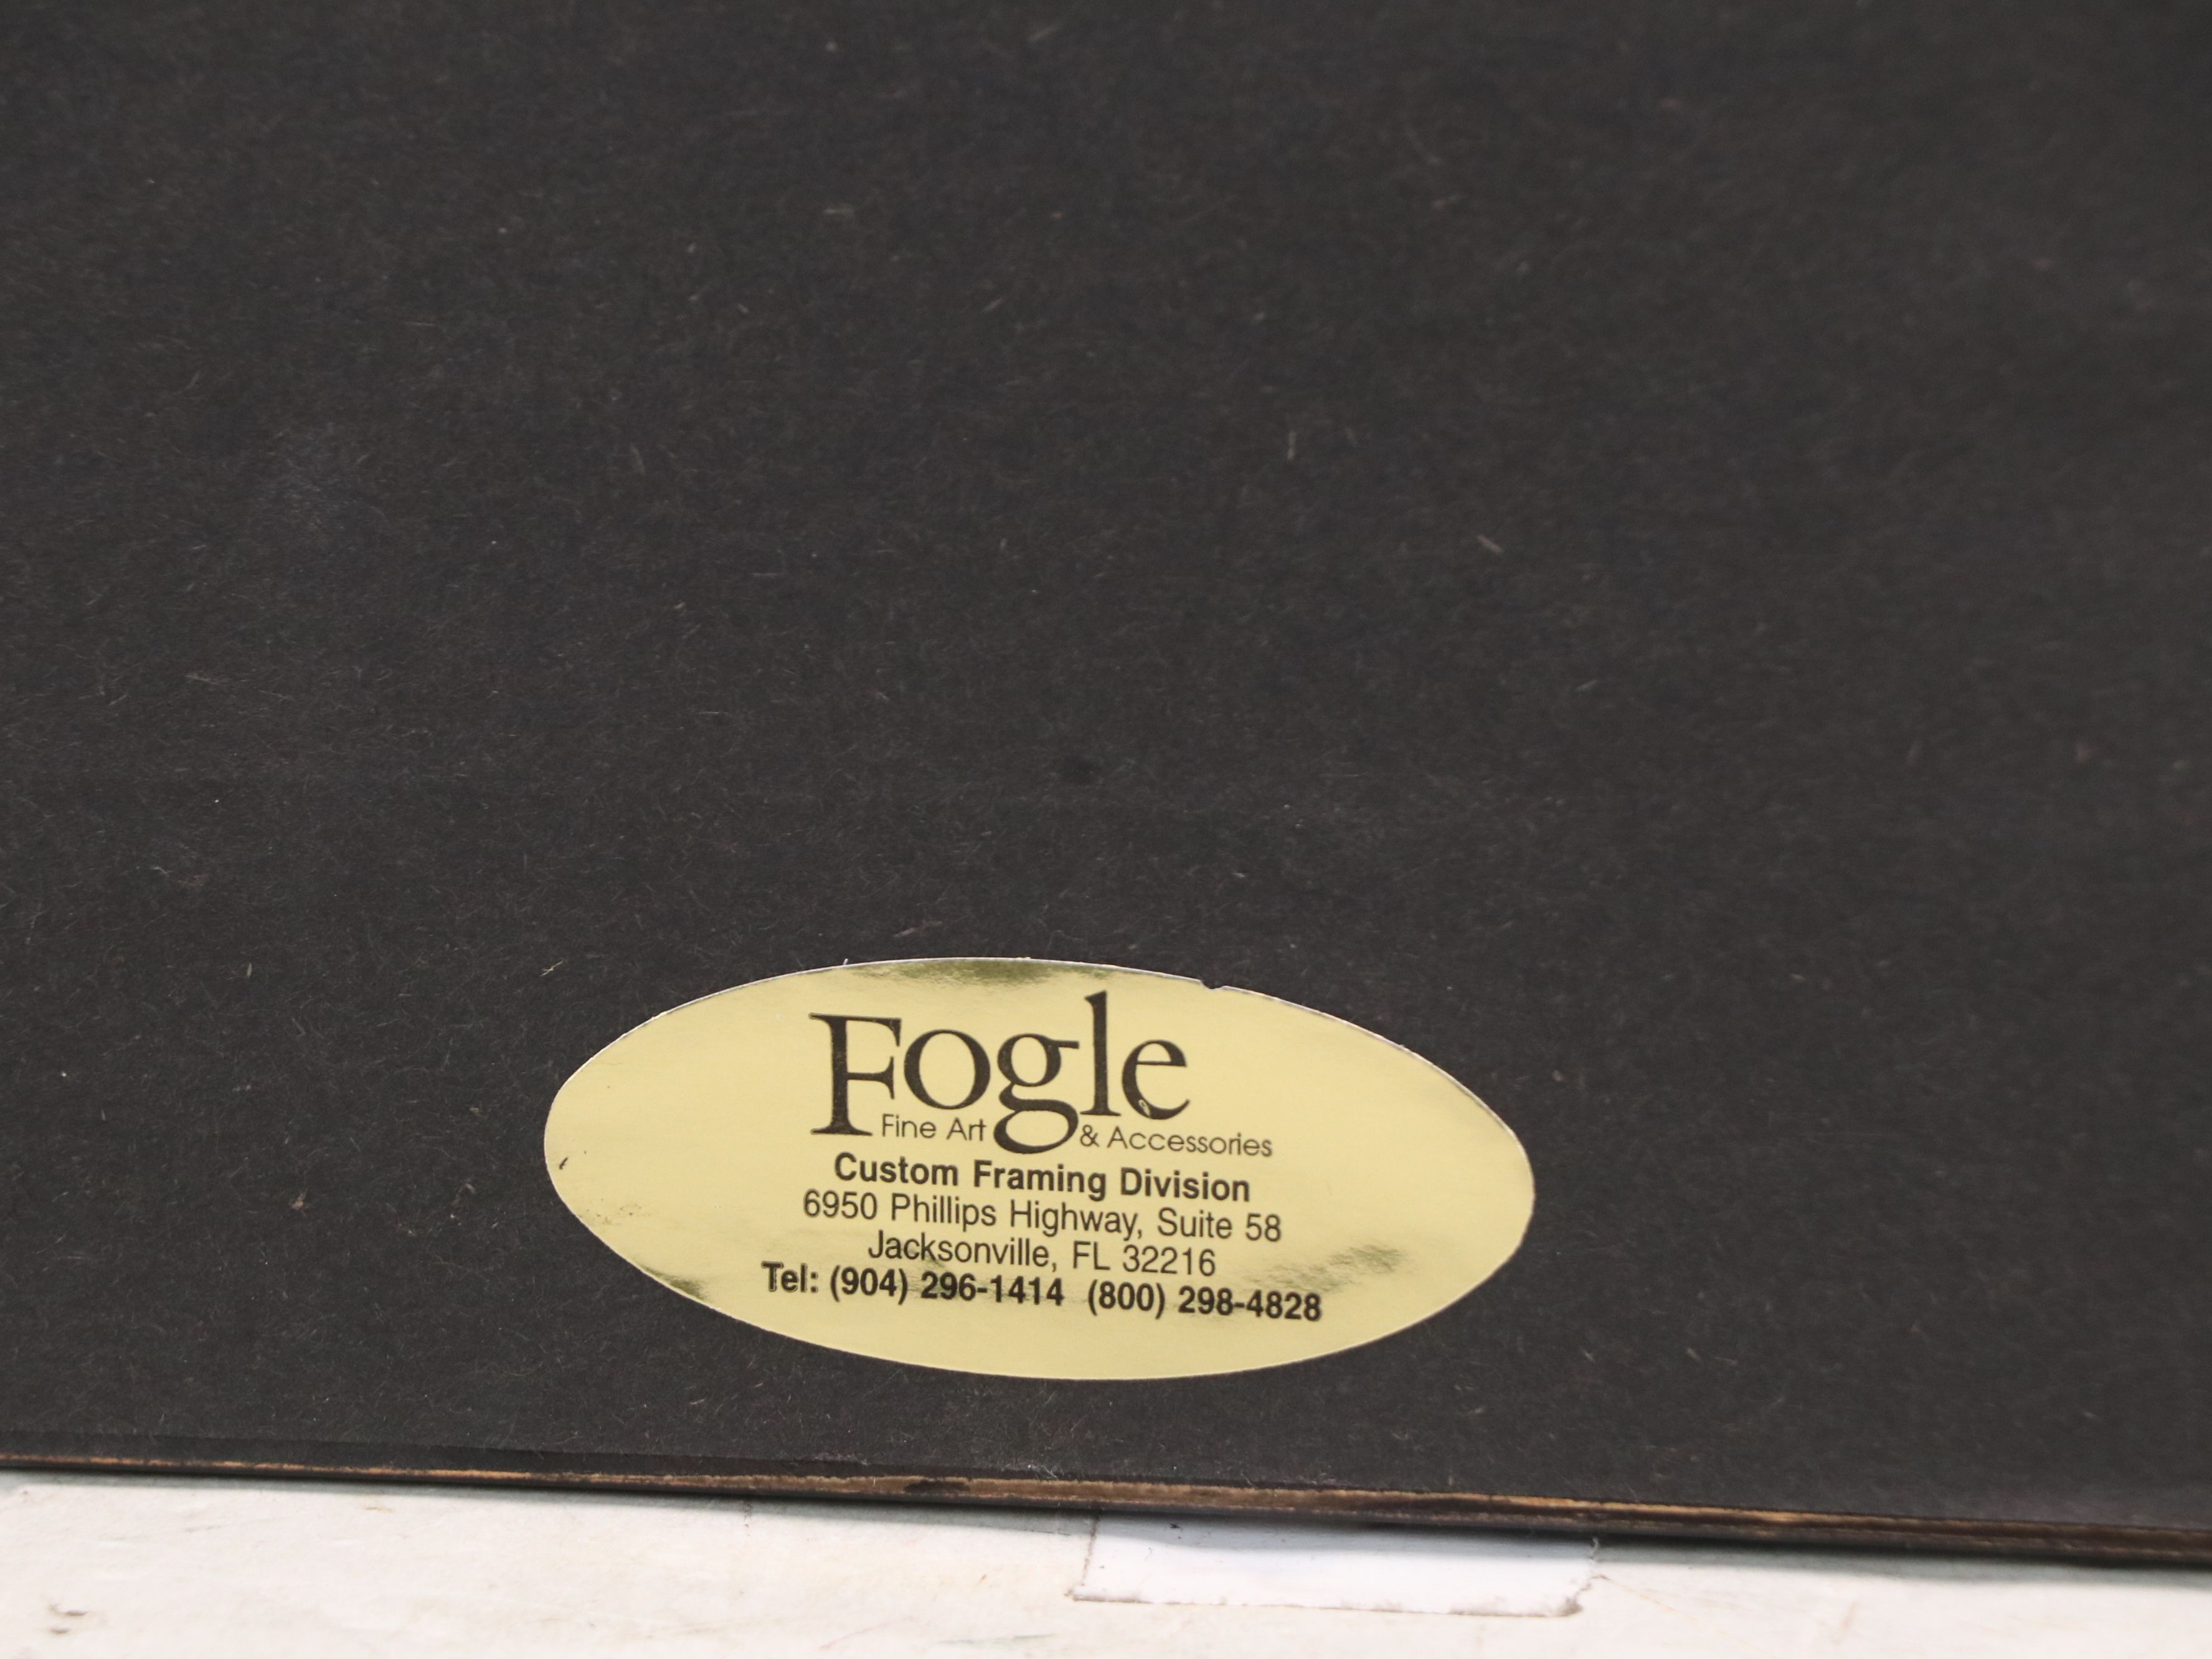 Fogle
Fine Art & Accessories
Custom Framing Division
6950 Phillips Highway, Suite 58
Jacksonville, FL 32216
Tel: (904) 296-1414 (800) 298-4828